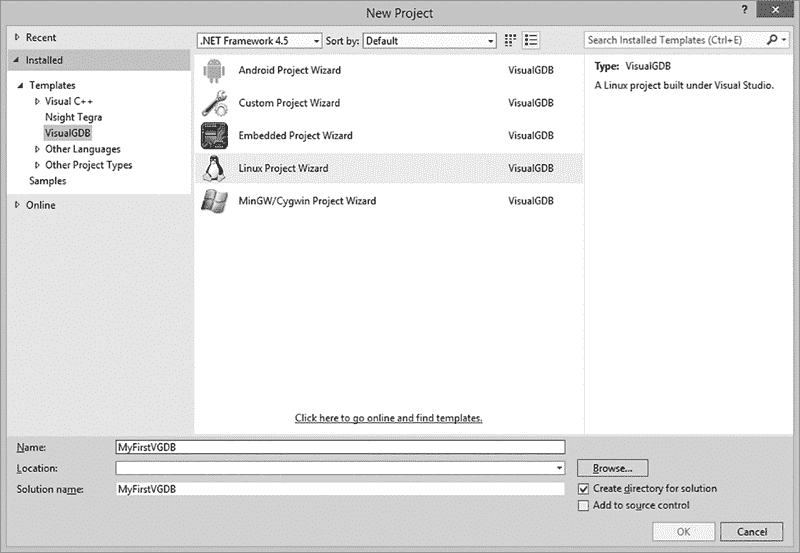 New Project
? ×
Recent
Installed
Templates
Visual C++
Nsight Tegra
VisualGDB
Other Languages
Other Project Types
Samples
Online
.NET Framework 4.5 Sort by: Default
Search Installed Templates (Ctrl+E)
Android Project Wizard VisualGDB
Custom Project Wizard VisualGDB
Embedded Project Wizard VisualGDB
Linux Project Wizard VisualGDB
MinGW/Cygwin Project Wizard VisualGDB
Click here to go online and find templates.
Type: VisualGDB
A Linux project built under Visual Studio.
Name: MyFirstVGDB
Location:
Browse...
Solution name: MyFirstVGDB
Create directory for solution
Add to source control
OK Cancel